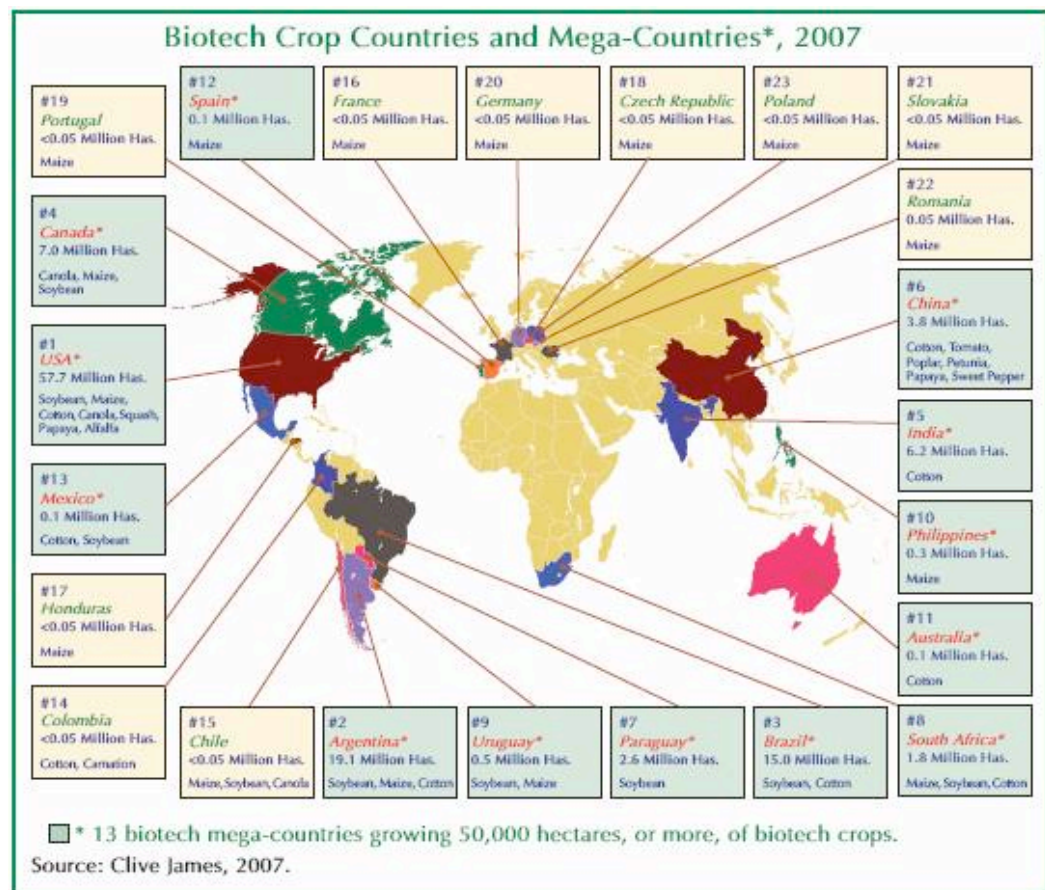 Biotech Crop Countries and Mega-Countries*, 2007
#19
Portugal
<0.05 Million Has.
Maize
#12
Spain*
0.1 Million Has.
Maize
#16
France
<0.05 Million Has.
Maize
#20
Germany
<0.05 Million Has.
Maize
#18
Czech Republic
<0.05 Million Has.
Maize
#23
Poland
<0.05 Million Has.
Maize
#21
Slovakia
<0.05 Million Has.
Maize
#22
Romania
0.05 Million Has.
Maize
#4
Canada*
7.0 Million Has.
Canola, Maize,
Soybean
#6
China*
3.8 Million Has.
Cotton, Tomato,
Poplar, Petunia,
Papaya, Sweet Pepper
#1
USA*
57.7 Million Has.
Soybean, Maize,
Cotton, Canola, Squash,
Papaya, Alfalfa
#5
India*
6.2 Million Has.
Cotton
#13
Mexico*
0.1 Million Has.
Cotton, Soybean
#10
Philippines*
0.3 Million Has.
Maize
#17
Honduras
<0.05 Million Has.
Maize
#11
Australia*
0.1 Million Has.
Cotton
#14
Colombia
<0.05 Million Has.
Cotton, Carnation
#15
Chile
<0.05 Million Has.
Maize, Soybean, Canola
#2
Argentina*
19.1 Million Has.
Soybean, Maize, Cotton
#9
Uruguay*
0.5 Million Has.
Soybean, Maize
#7
Paraguay*
2.6 Million Has.
Soybean
#3
Brazil*
15.0 Million Has.
Soybean, Cotton
#8
South Africa*
1.8 Million Has.
Maize, Soybean, Cotton
* 13 biotech mega-countries growing 50,000 hectares, or more, of biotech crops.
Source: Clive James, 2007.